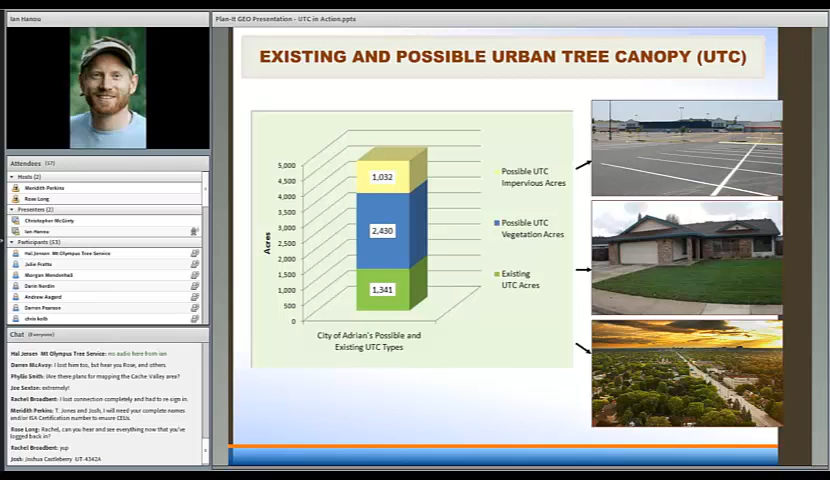 Ian Hanou
Plan-It GEO Presentation - UTC in Action.ppts
Attendees (57)
Hosts (2)
Meridith Perkins
Rose Long
Presenters (2)
Christopher McGinty
Ian Hanou
Participants (53)
Hal Jensen Mt Olympus Tree Service
Julie Fratto
Morgan Mendenhall
Darin Nordin
Andrew Aagard
Darren Pearson
chris kolb
Chat (Everyone)
Hal Jensen Mt Olympus Tree Service: no audio here from ian
Darren McAvoy: I lost him too, but hear you Rose, and others
Phyllis Smith: (Are there plans for mapping the Cache Valley area?
Joe Sexton: extremely!
Rachel Broadbent: I lost connection completely and had to re-sign in.
Meridith Perkins: T. Jones and Josh, I will need your complete names
and/or ISA Certification number to ensure CEUs.
Rose Long: Rachel, can you hear and see everything now that you've
logged back in?
Rachel Broadbent: yup
Josh: Joshua Castleberry UT-4342A
EXISTING AND POSSIBLE URBAN TREE CANOPY (UTC)
5,000
4,500
4,000
3,500
3,000
2,500
2,000
1,500
1,000
500
0
Acres
1,032
2,430
1,341
City of Adrian's Possible and
Existing UTC Types
Possible UTC
Impervious Acres
Possible UTC
Vegetation Acres
Existing
UTC Acres